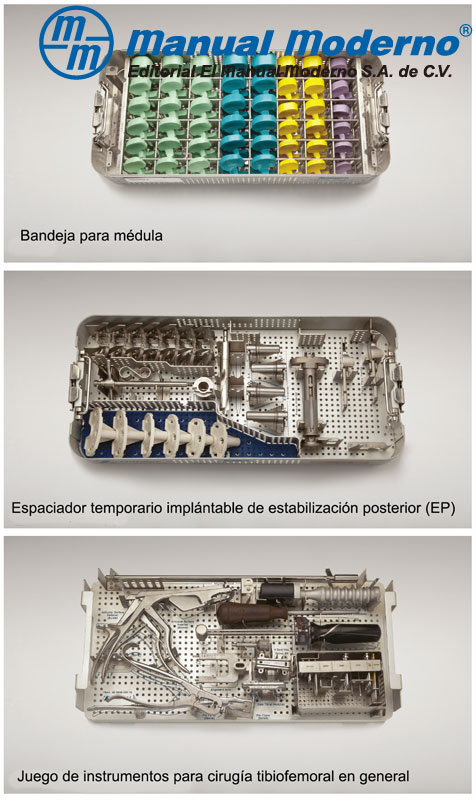 mm Manual Moderno®
Editorial El Manual Moderno S.A. de C.V.
Bandeja para médula
Espaciador temporario implántable de estabilización posterior (EP)
Juego de instrumentos para cirugía tibiofemoral en general